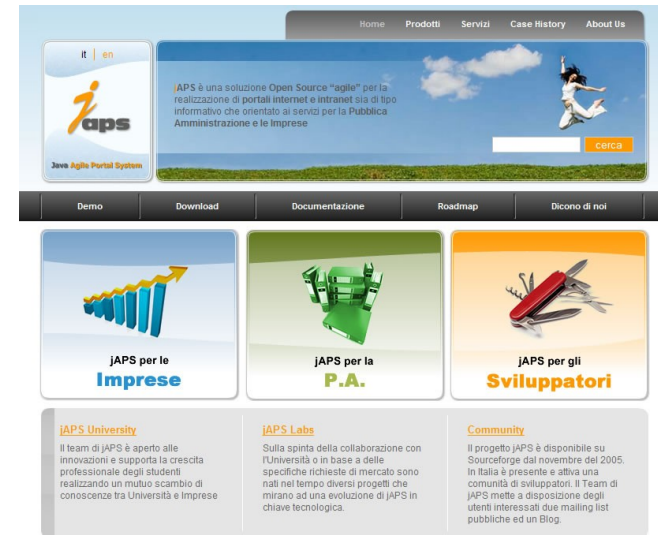 Home Prodotti Servizi Case History About Us
it | en
japs
Java Agile Portal System
jAPS è una soluzione Open Source “agile” per la
realizzazione di portali internet e intranet sia di tipo
informativo che orientato ai servizi per la Pubblica
Amministrazione e le Imprese
cerca
Demo Download Documentazione Roadmap Dicono di noi
jAPS per le
Imprese
jAPS per la
P.A.
jAPS per gli
Sviluppatori
jAPS University
Il team di jAPS è aperto alle
innovazioni e supporta la crescita
professionale degli studenti
realizzando un mutuo scambio di
conoscenze tra Università e Imprese
jAPS Labs
Sulla spinta della collaborazione con
l'Università o in base a delle
specifiche richieste di mercato sono
nati nel tempo diversi progetti che
mirano ad una evoluzione di jAPS in
chiave tecnologica.
Community
Il progetto jAPS è disponibile su
Sourceforge dal novembre del 2005.
In Italia è presente e attiva una
comunità di sviluppatori. Il Team di
jAPS mette a disposizione degli
utenti interessati due mailing list
pubbliche ed un Blog.